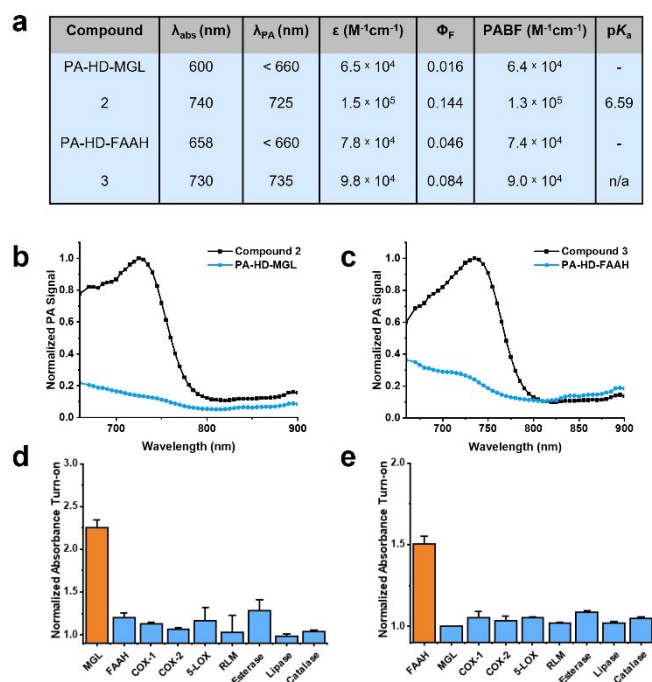 a
Compound λabs (nm) λPA (nm) ε (M⁻¹cm⁻¹) ΦF PABF (M⁻¹cm⁻¹) pKa
PA-HD-MGL 600 < 660 6.5 x 10⁴ 0.016 6.4 x 10⁴ -
2 740 725 1.5 x 10⁵ 0.144 1.3 x 10⁵ 6.59
PA-HD-FAAH 658 < 660 7.8 x 10⁴ 0.046 7.4 x 10⁴ -
3 730 735 9.8 x 10⁴ 0.084 9.0 x 10⁴ n/a
b
Normalized PA Signal
1.0
0.8
0.6
0.4
0.2
0.0
Compound 2
PA-HD-MGL
700 800 900
Wavelength (nm)
c
Normalized PA Signal
1.0
0.8
0.6
0.4
0.2
0.0
Compound 3
PA-HD-FAAH
700 750 800 850 900
Wavelength (nm)
d
Normalized Absorbance Turn-on
3.0
2.5
2.3
1.3
1.0
MGL FAAH COX-1 COX-2 5-LOX RLM Esterase Lipase Catalase
e
Normalized Absorbance Turn-on
2.0
1.5
1.0
FAAH MGL COX-1 COX-2 5-LOX RLM Esterase Lipase Catalase